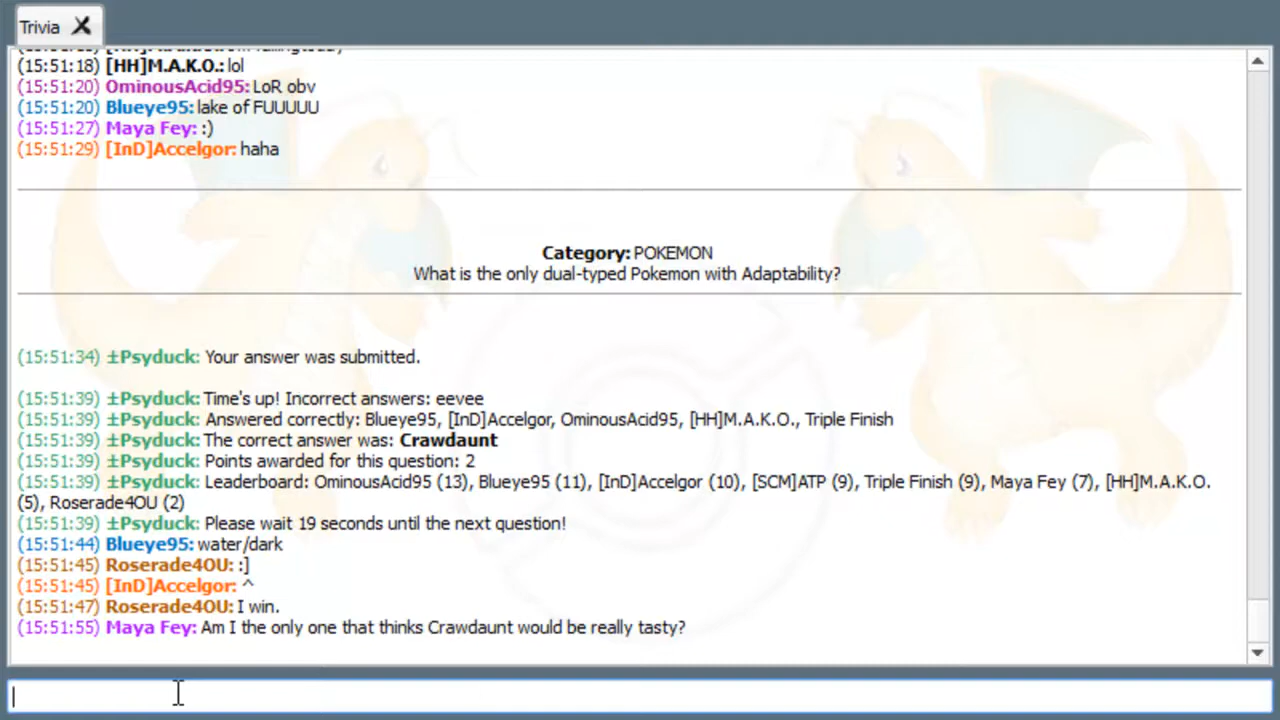 Trivia
(15:51:18) [HH]M.A.K.O.: lol
(15:51:20) OminousAcid95: LoR obv
(15:51:20) Blueye95: lake of FUUUUU
(15:51:27) Maya Fey: :)
(15:51:29) [InD]Accelgor: haha
Category: POKEMON
What is the only dual-typed Pokemon with Adaptability?
(15:51:34) ±Psyduck: Your answer was submitted.
(15:51:39) ±Psyduck: Time's up! Incorrect answers: eevee
(15:51:39) ±Psyduck: Answered correctly: Blueye95, [InD]Accelgor, OminousAcid95, [HH]M.A.K.O., Triple Finish
(15:51:39) ±Psyduck: The correct answer was: Crawdaunt
(15:51:39) ±Psyduck: Points awarded for this question: 2
(15:51:39) ±Psyduck: Leaderboard: OminousAcid95 (13), Blueye95 (11), [InD]Accelgor (10), [SCM]ATP (9), Triple Finish (9), Maya Fey (7), [HH]M.A.K.O.
(5), Roserade4OU (2)
(15:51:39) ±Psyduck: Please wait 19 seconds until the next question!
(15:51:44) Blueye95: water/dark
(15:51:45) Roserade4OU: :]
(15:51:45) [InD]Accelgor: ^
(15:51:47) Roserade4OU: I win.
(15:51:55) Maya Fey: Am I the only one that thinks Crawdaunt would be really tasty?